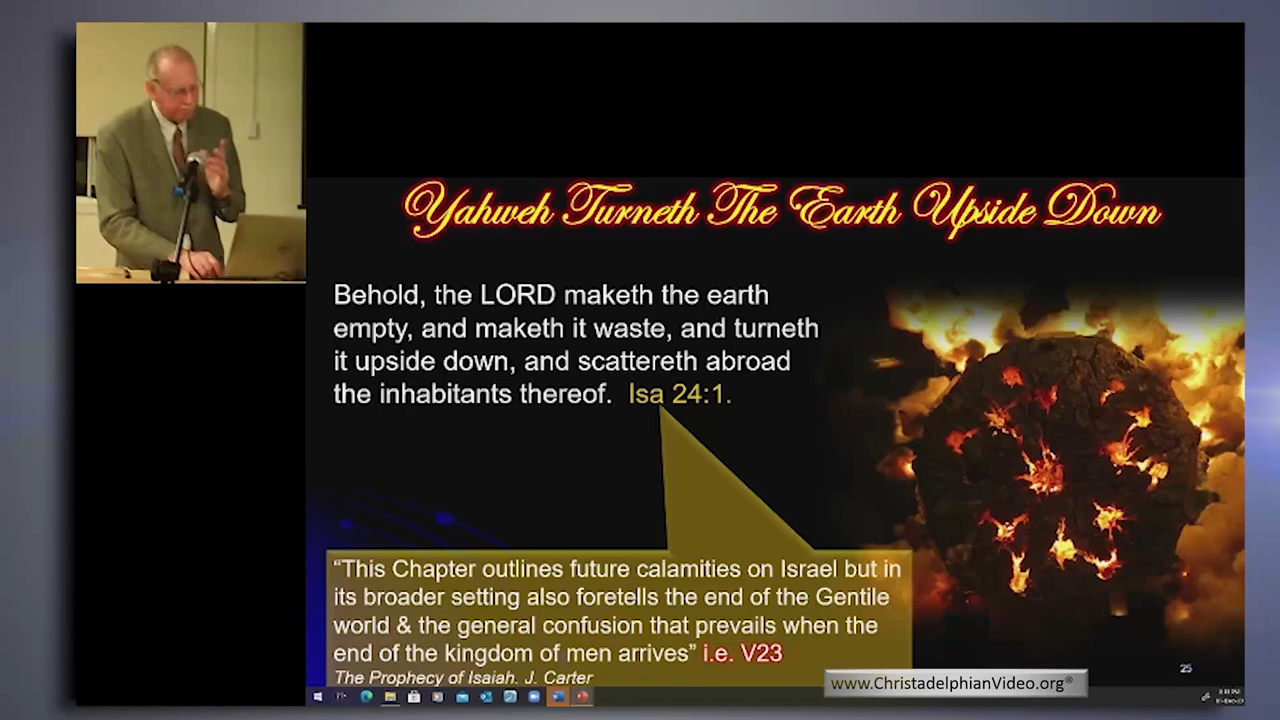 Yahweh Turneth The Earth Upside Down
Behold, the LORD maketh the earth
empty, and maketh it waste, and turneth
it upside down, and scattereth abroad
the inhabitants thereof. Isa 24:1.
“This Chapter outlines future calamities on Israel but in
its broader setting also foretells the end of the Gentile
world & the general confusion that prevails when the
end of the kingdom of men arrives” i.e. V23
The Prophecy of Isaiah. J. Carter
25
www.ChristadelphianVideo.org®